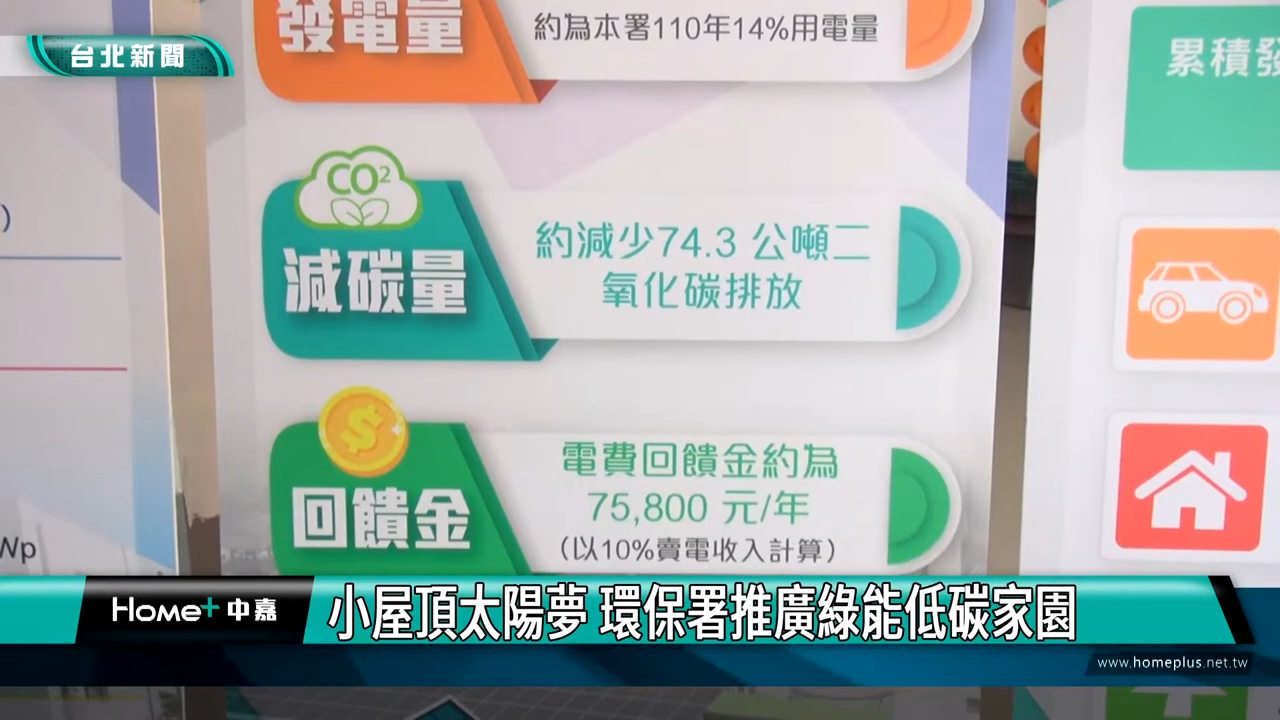 台北新聞
發電量
約為本署110年14%用電量
累積發
CO2
減碳量
約減少74.3 公噸二
氧化碳排放
)
$
回饋金
電費回饋金約為
75,800 元/年
(以10%賣電收入計算)
Wp
Home+ 中嘉
小屋頂太陽夢 環保署推廣綠能低碳家園
www.homeplus.net.tw